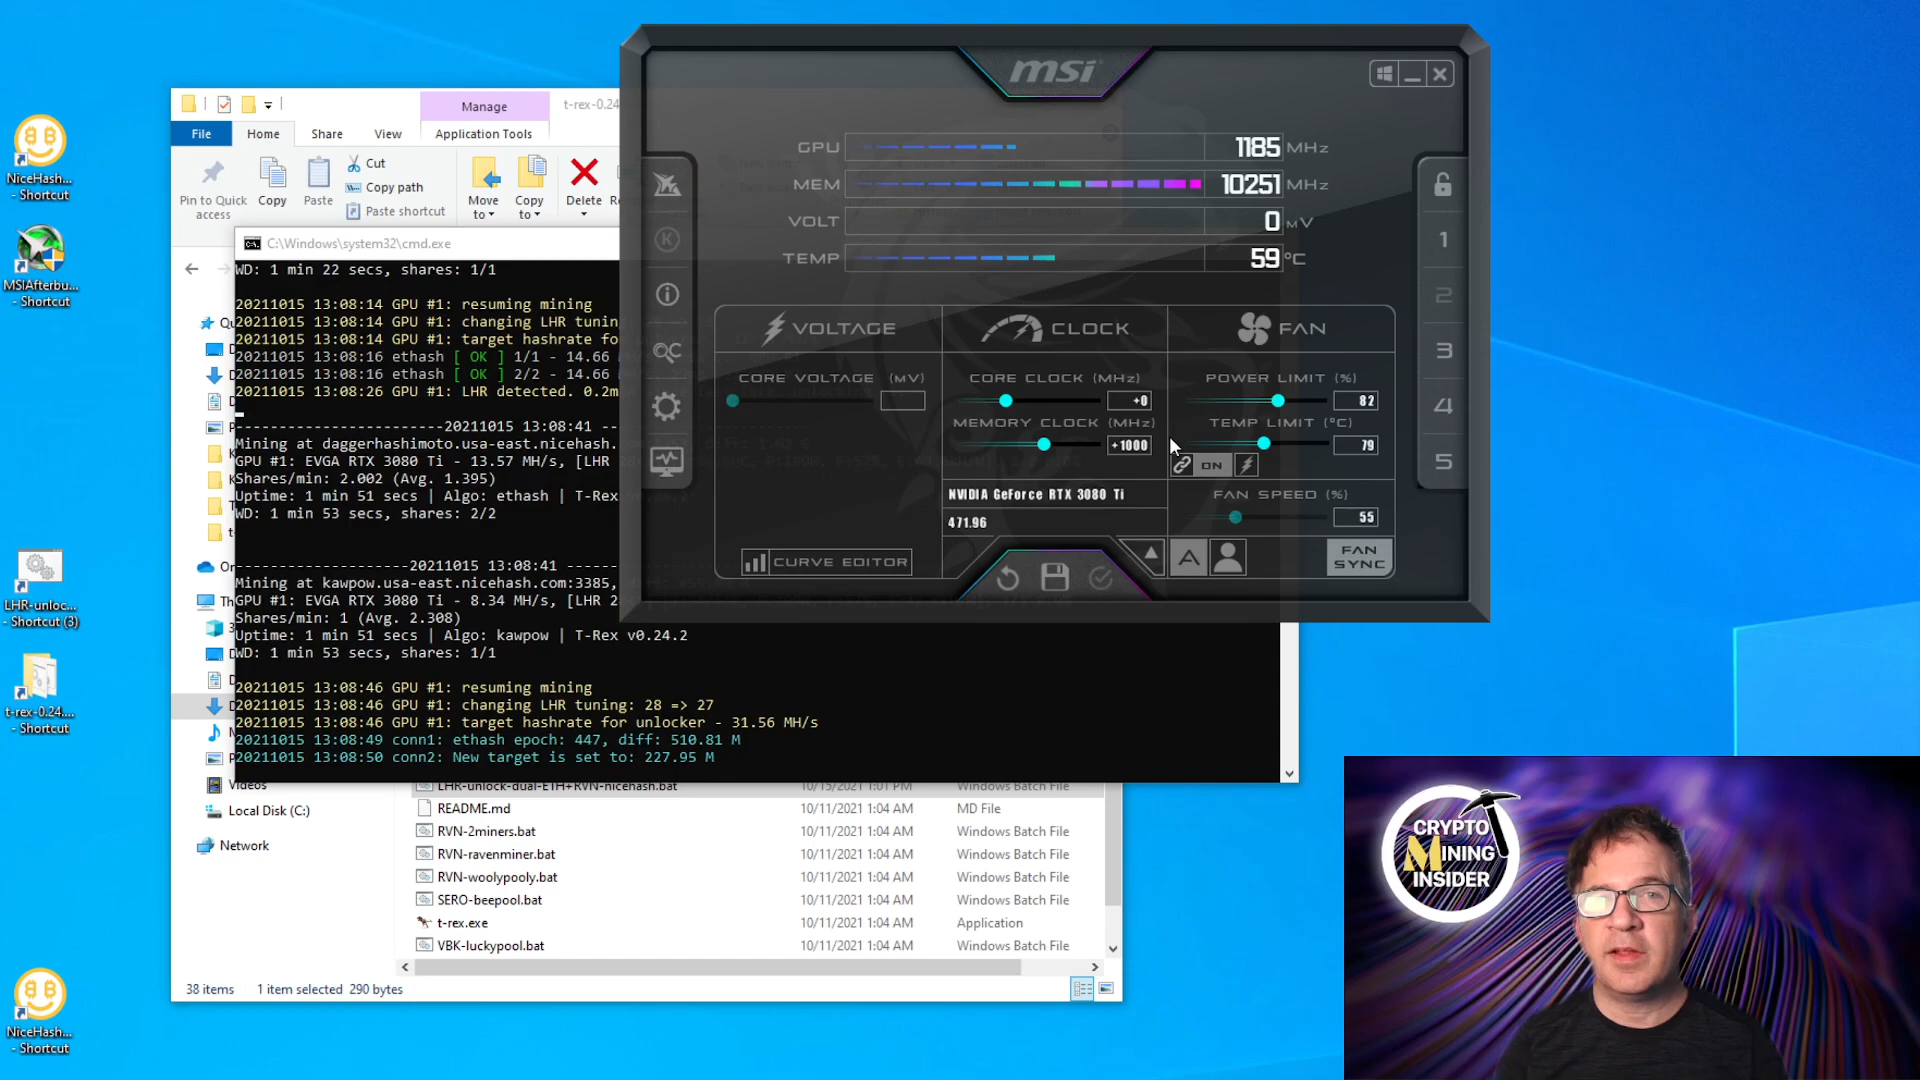 NiceHash...
- Shortcut
MSIAfterbu...
- Shortcut
LHR-unloc...
- Shortcut (3)
t-rex-0.24....
- Shortcut
NiceHash...
- Shortcut
Manage
t-rex-0.24
File
Home
Share
View
Application Tools
Pin to Quick
access
Copy
Paste
Cut
Copy path
Paste shortcut
Move
to
Copy
to
Delete
C:\Windows\system32\cmd.exe
WD: 1 min 22 secs, shares: 1/1
20211015 13:08:14 GPU #1: resuming mining
20211015 13:08:14 GPU #1: changing LHR tunin
20211015 13:08:14 GPU #1: target hashrate fo
20211015 13:08:16 ethash [ OK ] 1/1 - 14.66
20211015 13:08:16 ethash [ OK ] 2/2 - 14.66
20211015 13:08:26 GPU #1: LHR detected. 0.2m
------------------------20211015 13:08:41 --
Mining at daggerhashimoto.usa-east.nicehash.
GPU #1: EVGA RTX 3080 Ti - 13.57 MH/s, [LHR
Shares/min: 2.002 (Avg. 1.395)
Uptime: 1 min 51 secs | Algo: ethash | T-Rex
WD: 1 min 53 secs, shares: 2/2
--------------------20211015 13:08:41 --
Mining at kawpow.usa-east.nicehash.com:3385,
GPU #1: EVGA RTX 3080 Ti - 8.34 MH/s, [LHR
Shares/min: 1 (Avg. 2.308)
Uptime: 1 min 51 secs | Algo: kawpow | T-Rex v0.24.2
WD: 1 min 53 secs, shares: 1/1
20211015 13:08:46 GPU #1: resuming mining
20211015 13:08:46 GPU #1: changing LHR tuning: 28 => 27
20211015 13:08:46 GPU #1: target hashrate for unlocker - 31.56 MH/s
20211015 13:08:49 conn1: ethash epoch: 447, diff: 510.81 M
20211015 13:08:50 conn2: New target is set to: 227.95 M
Videos
Local Disk (C:)
Network
LHR-unlock-dual-ETH+RVN-nicehash.bat 10/15/2021 1:01 PM Windows Batch File
README.md 10/11/2021 1:04 AM MD File
RVN-2miners.bat 10/11/2021 1:04 AM Windows Batch File
RVN-ravenminer.bat 10/11/2021 1:04 AM Windows Batch File
RVN-woolypooly.bat 10/11/2021 1:04 AM Windows Batch File
SERO-beepool.bat 10/11/2021 1:04 AM Windows Batch File
t-rex.exe 10/11/2021 1:04 AM Application
VBK-luckypool.bat 10/11/2021 1:04 AM Windows Batch File
38 items 1 item selected 290 bytes
msi
GPU 1185 MHz
MEM 10251 MHz
VOLT 0 mV
TEMP 59 °C
VOLTAGE
CLOCK
FAN
CORE VOLTAGE (MV)
CORE CLOCK (MHz)
+0
MEMORY CLOCK (MHz)
+1000
POWER LIMIT (%)
82
TEMP LIMIT (°C)
79
ON
NVIDIA GeForce RTX 3080 Ti
471.96
FAN SPEED (%)
55
CURVE EDITOR
A
FAN
SYNC
K
OC
1
2
3
4
5
CRYPTO
MINING
INSIDER